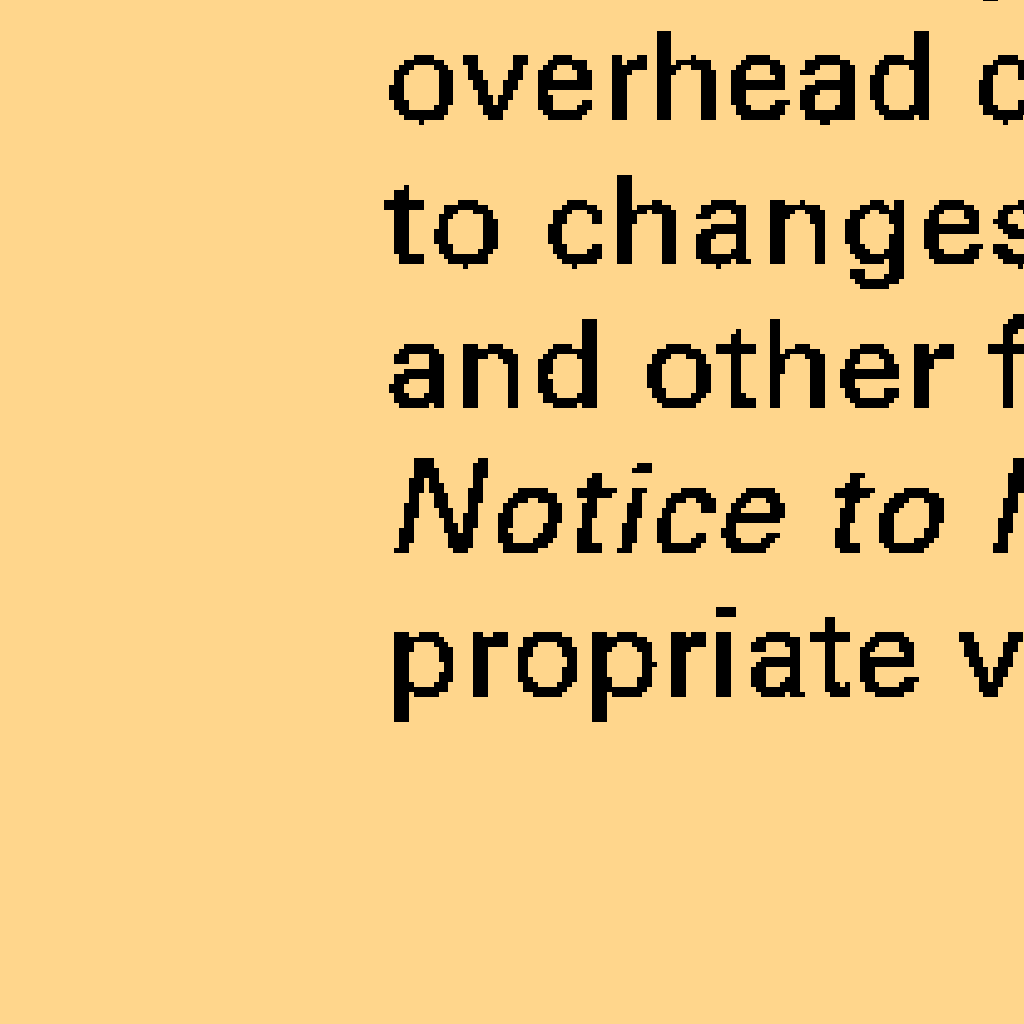 overhead
to changes
and other
Notice to
propriate